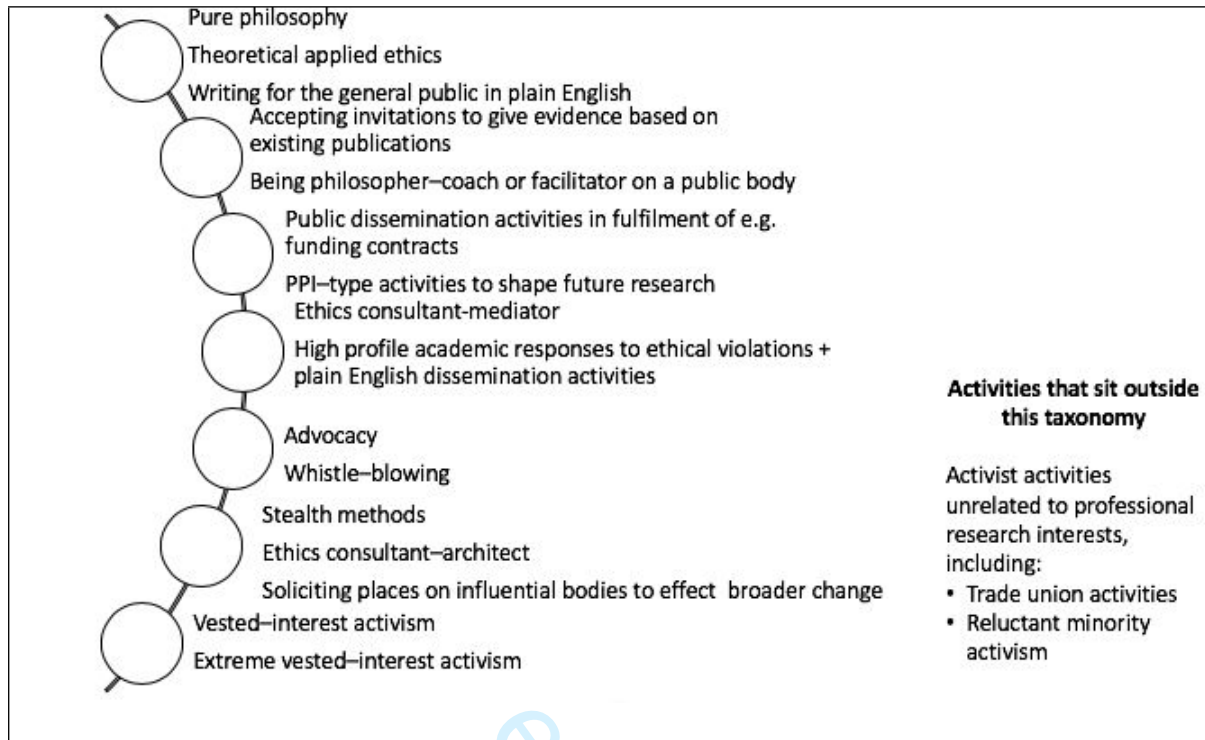 Pure philosophy
Theoretical applied ethics
Writing for the general public in plain English
Accepting invitations to give evidence based on
existing publications
Being philosopher–coach or facilitator on a public body
Public dissemination activities in fulfilment of e.g.
funding contracts
PPI–type activities to shape future research
Ethics consultant-mediator
High profile academic responses to ethical violations +
plain English dissemination activities
Advocacy
Whistle–blowing
Stealth methods
Ethics consultant–architect
Soliciting places on influential bodies to effect broader change
Vested–interest activism
Extreme vested–interest activism
Activities that sit outside
this taxonomy
Activist activities
unrelated to professional
research interests,
including:
• Trade union activities
• Reluctant minority
activism